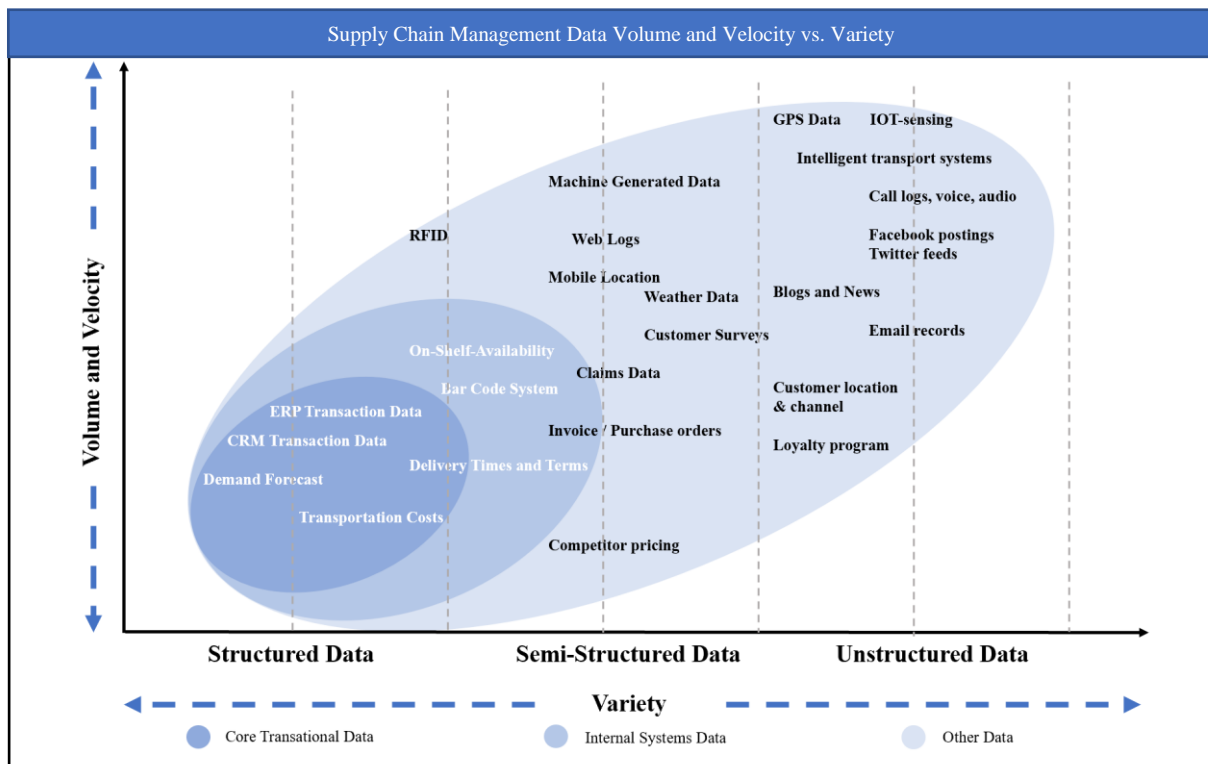 Supply Chain Management Data Volume and Velocity vs. Variety
Volume and Velocity
GPS Data
IOT-sensing
Intelligent transport systems
Machine Generated Data
Call logs, voice, audio
RFID
Web Logs
Facebook postings
Twitter feeds
Mobile Location
Weather Data
Blogs and News
Customer Surveys
Email records
On-Shelf-Availability
Claims Data
Bar Code System
Customer location
& channel
ERP Transaction Data
CRM Transaction Data
Invoice / Purchase orders
Loyalty program
Delivery Times and Terms
Demand Forecast
Transportation Costs
Competitor pricing
Structured Data
Semi-Structured Data
Unstructured Data
Variety
Core Transational Data
Internal Systems Data
Other Data